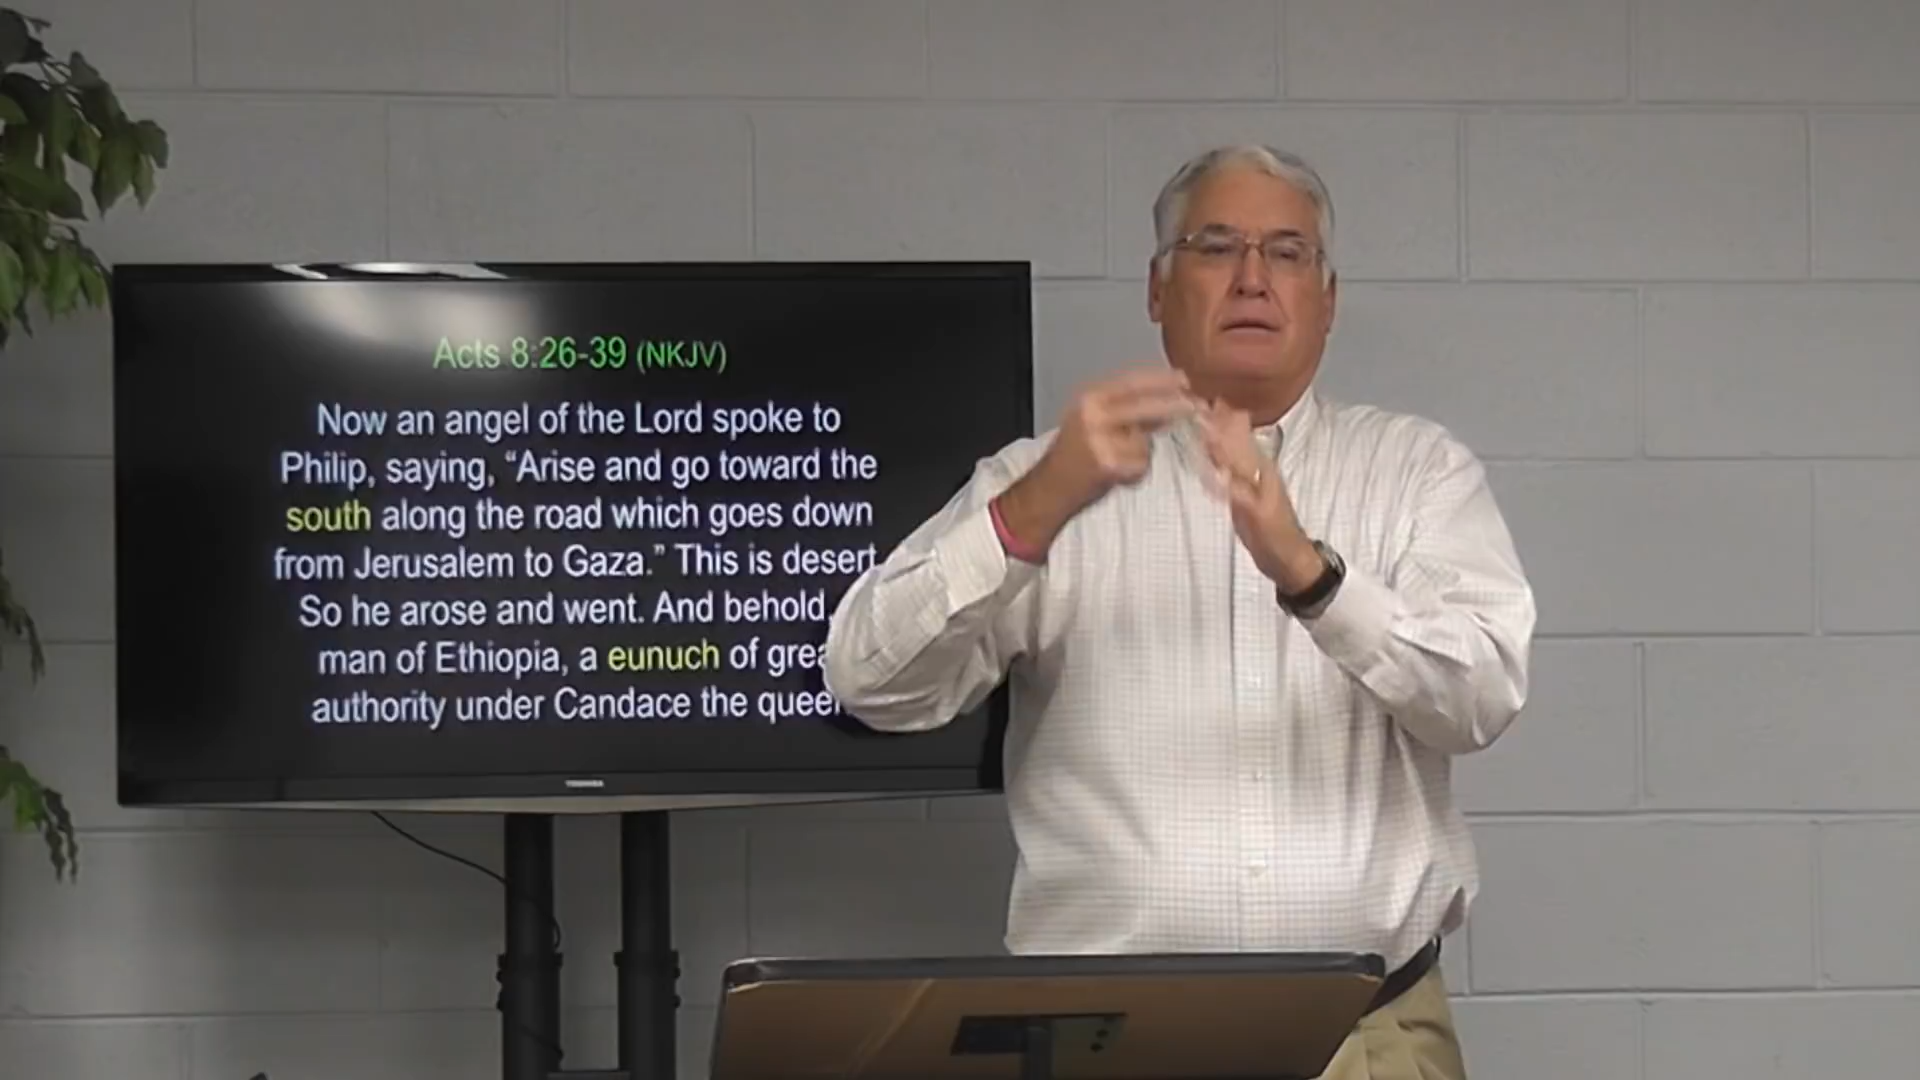 Acts 8:26-39 (NKJV)
Now an angel of the Lord spoke to
Philip, saying, “Arise and go toward the
south along the road which goes down
from Jerusalem to Gaza.” This is desert
So he arose and went. And behold,
man of Ethiopia, a eunuch of
authority under Candace the
TOSHIBA